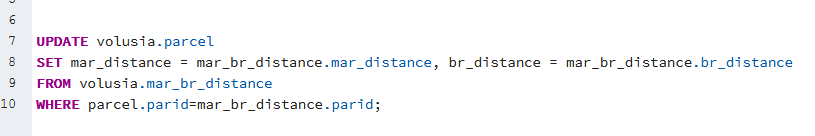 6
7 UPDATE volusia.parcel
8 SET mar_distance = mar_br_distance.mar_distance, br_distance = mar_br_distance.br_distance
9 FROM volusia.mar_br_distance
10 WHERE parcel.parid=mar_br_distance.parid;